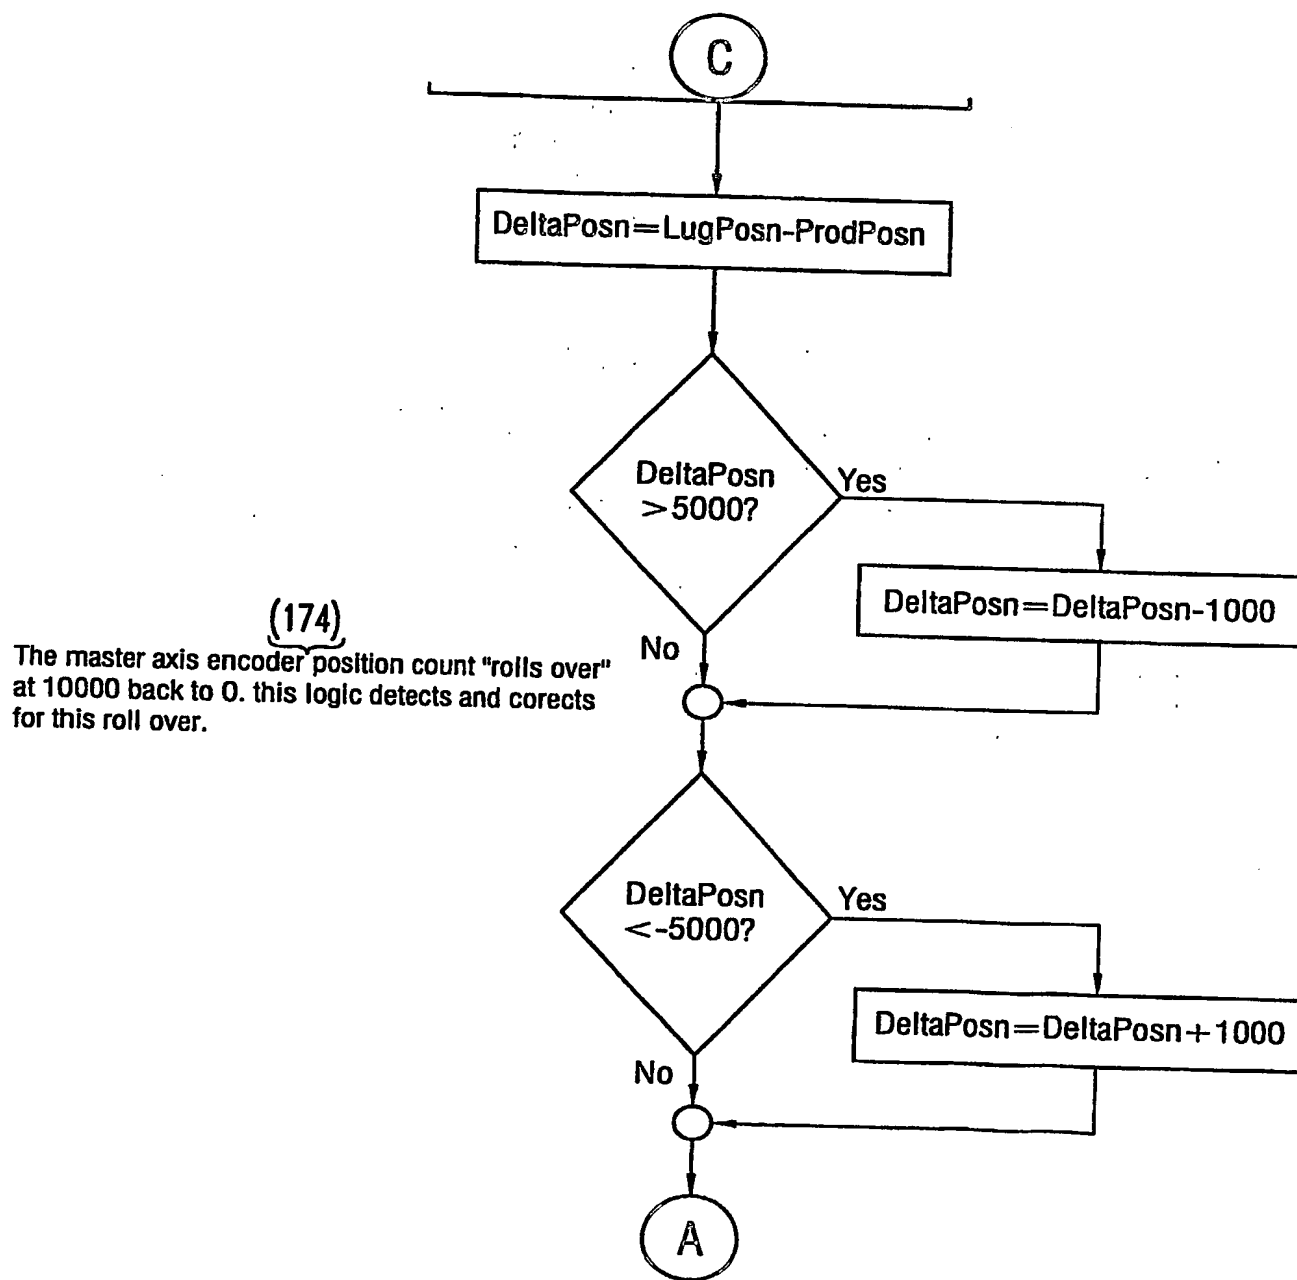 C
DeltaPosn=LugPosn-ProdPosn
DeltaPosn
>5000?
Yes
DeltaPosn=DeltaPosn-1000
No
(174)
The master axis encoder position count "rolls over"
at 10000 back to 0. this logic detects and corects
for this roll over.
DeltaPosn
<-5000?
Yes
DeltaPosn=DeltaPosn+1000
No
A